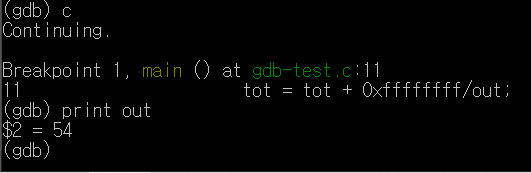 (gdb) c
Continuing.
Breakpoint 1, main () at gdb-test.c:11
11 tot = tot + 0xffffffff/out;
(gdb) print out
$2 = 54
(gdb)